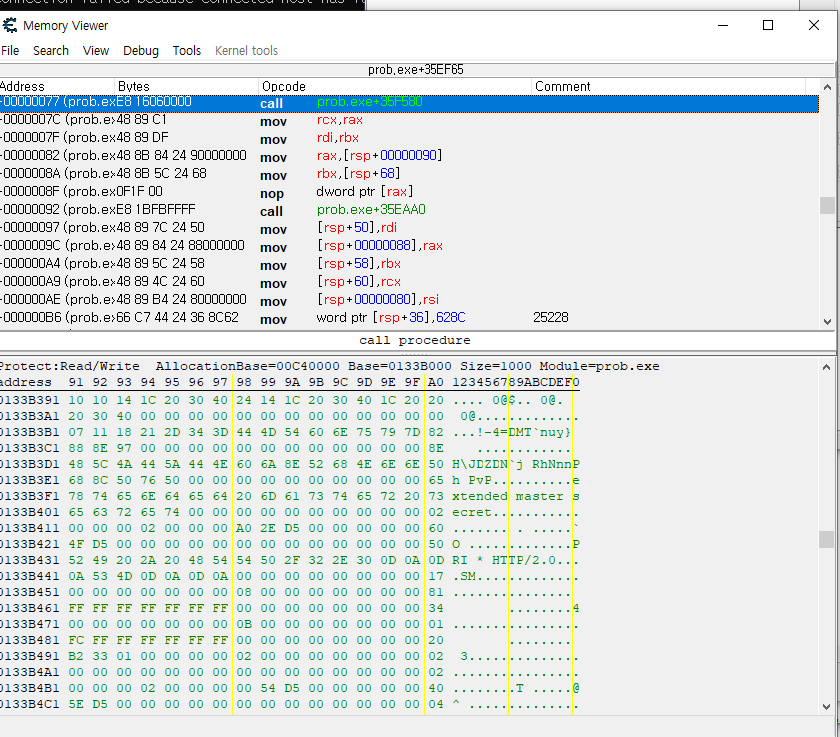 Memory Viewer
File Search View Debug Tools Kernel tools
prob.exe+35EF65
Address Bytes Opcode Comment
-00000077 (prob.ex E8 16060000 call prob.exe+35F580
-0000007C (prob.ex 48 89 C1 mov rcx,rax
-0000007F (prob.ex 48 89 DF mov rdi,rbx
-00000082 (prob.ex 48 8B 84 24 90000000 mov rax,[rsp+00000090]
-0000008A (prob.ex 48 8B 5C 24 68 mov rbx,[rsp+68]
-0000008F (prob.ex 0F1F 00 nop dword ptr [rax]
-00000092 (prob.ex E8 1BFBFFFF call prob.exe+35EAA0
-00000097 (prob.ex 48 89 7C 24 50 mov [rsp+50],rdi
-0000009C (prob.ex 48 89 84 24 88000000 mov [rsp+00000088],rax
-000000A4 (prob.ex 48 89 5C 24 58 mov [rsp+58],rbx
-000000A9 (prob.ex 48 89 4C 24 60 mov [rsp+60],rcx
-000000AE (prob.ex 48 89 B4 24 80000000 mov [rsp+00000080],rsi
-000000B6 (prob.ex 66 C7 44 24 36 8C62 mov word ptr [rsp+36],628C 25228
call procedure
Protect:Read/Write AllocationBase=00C40000 Base=0133B000 Size=1000 Module=prob.exe
address 91 92 93 94 95 96 97 98 99 9A 9B 9C 9D 9E 9F A0 123456789ABCDEF0
0133B391 10 10 14 1C 20 30 40 24 14 1C 20 30 40 1C 20 20 .... 0@$.. 0@.
0133B3A1 20 30 40 00 00 00 00 00 00 00 00 00 00 00 00 00 0@.............
0133B3B1 07 11 18 21 2D 34 3D 44 4D 54 60 6E 75 79 7D 82 ...!-4=DMT`nuy}
0133B3C1 88 8E 97 00 00 00 00 00 00 00 00 00 00 00 00 8E ............
0133B3D1 48 5C 4A 44 5A 44 4E 60 6A 8E 52 68 4E 6E 6E 50 H\JDZDN`j RhNnnP
0133B3E1 68 8C 50 76 50 00 00 00 00 00 00 00 00 00 00 65 h PvP..........e
0133B3F1 78 74 65 6E 64 65 64 20 6D 61 73 74 65 72 20 73 xtended master s
0133B401 65 63 72 65 74 00 00 00 00 00 00 00 00 00 00 02 ecret...........
0133B411 00 00 00 02 00 00 00 A0 2E D5 00 00 00 00 00 60 ....... . .....`
0133B421 4F D5 00 00 00 00 00 00 00 00 00 00 00 00 00 50 O .............P
0133B431 52 49 20 2A 20 48 54 54 50 2F 32 2E 30 0D 0A 0D RI * HTTP/2.0...
0133B441 0A 53 4D 0D 0A 0D 0A 00 00 00 00 00 00 00 00 17 .SM.............
0133B451 00 00 00 00 00 00 00 08 00 00 00 00 00 00 00 81 ...............
0133B461 FF FF FF FF FF FF FF 00 00 00 00 00 00 00 00 34 ........4
0133B471 00 00 00 00 00 00 00 0B 00 00 00 00 00 00 00 01 ................
0133B481 FC FF FF FF FF FF FF 00 00 00 00 00 00 00 00 20 ........
0133B491 B2 33 01 00 00 00 00 02 00 00 00 00 00 00 00 02 3..............
0133B4A1 00 00 00 00 00 00 00 00 00 00 00 00 00 00 00 02 ................
0133B4B1 00 00 00 02 00 00 00 00 54 D5 00 00 00 00 00 40 ........T .....@
0133B4C1 5E D5 00 00 00 00 00 00 00 00 00 00 00 00 00 04 ^ ..............